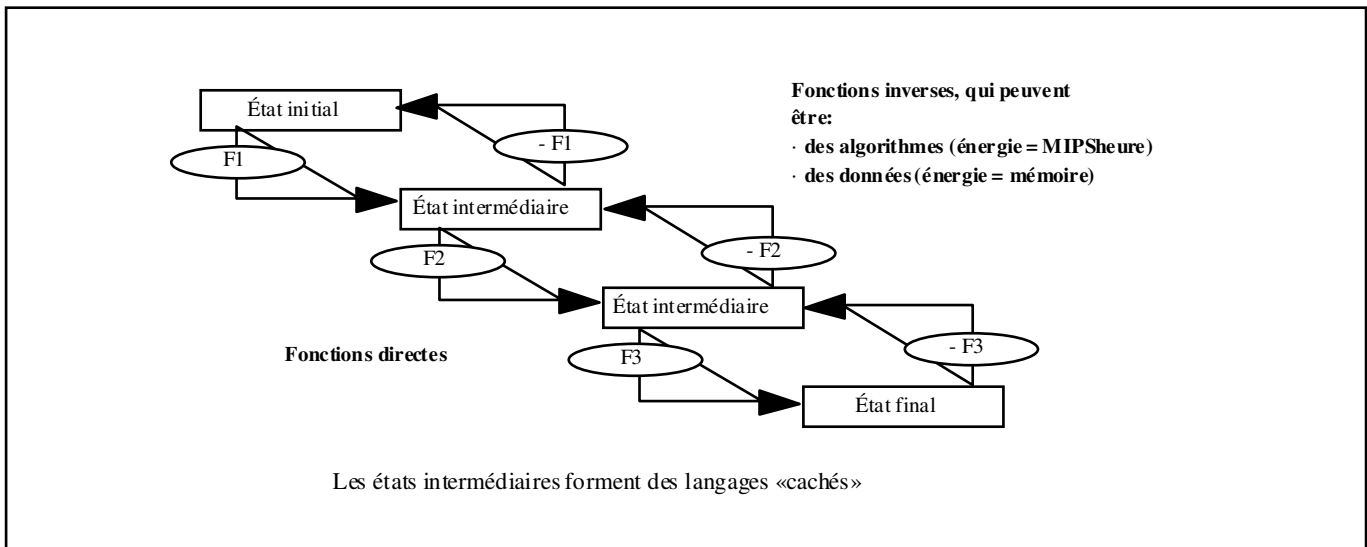 Fonctions inverses, qui peuvent
être:
· des algorithmes (énergie = MIPSheure)
· des données (énergie = mémoire)
État initial
- F1
F1
État intermédiaire
F2
- F2
État intermédiaire
Fonctions directes
F3
- F3
État final
Les états intermédiaires forment des langages «cachés»